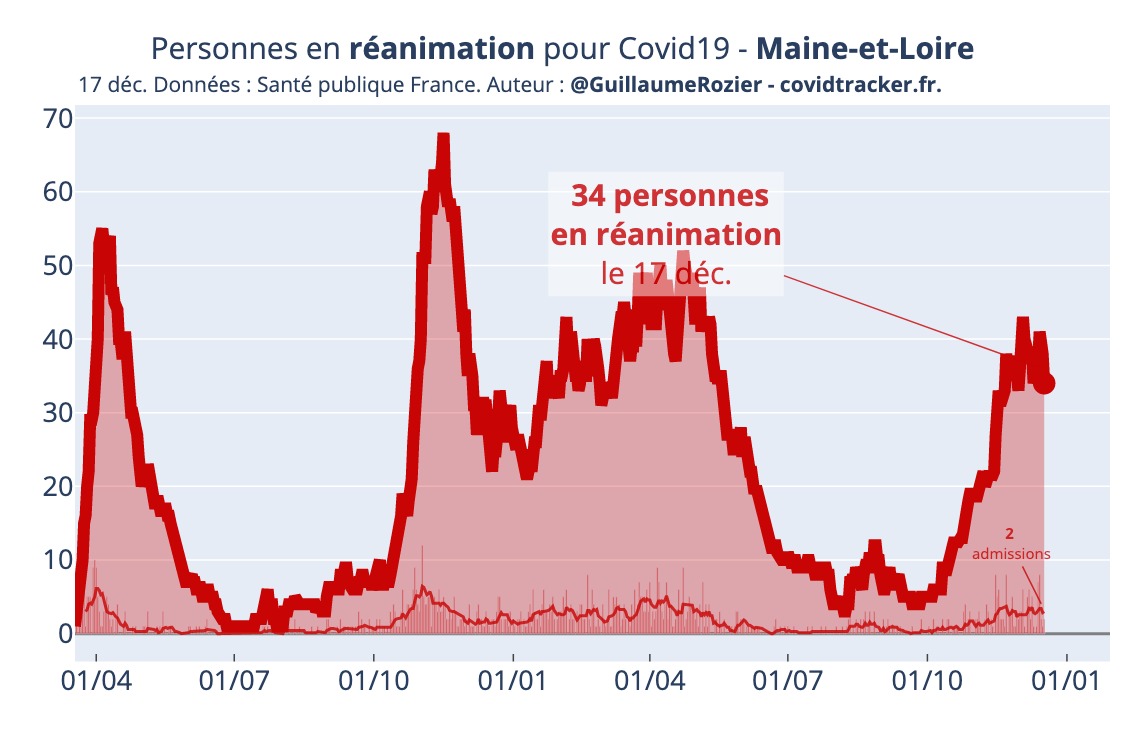 Personnes en réanimation pour Covid19 - Maine-et-Loire
17 déc. Données : Santé publique France. Auteur : @GuillaumeRozier - covidtracker.fr.
70
60
50
40
30
20
10
0
34 personnes
en réanimation
le 17 déc.
2
admissions
01/04
01/07
01/10
01/01
01/04
01/07
01/10
01/01